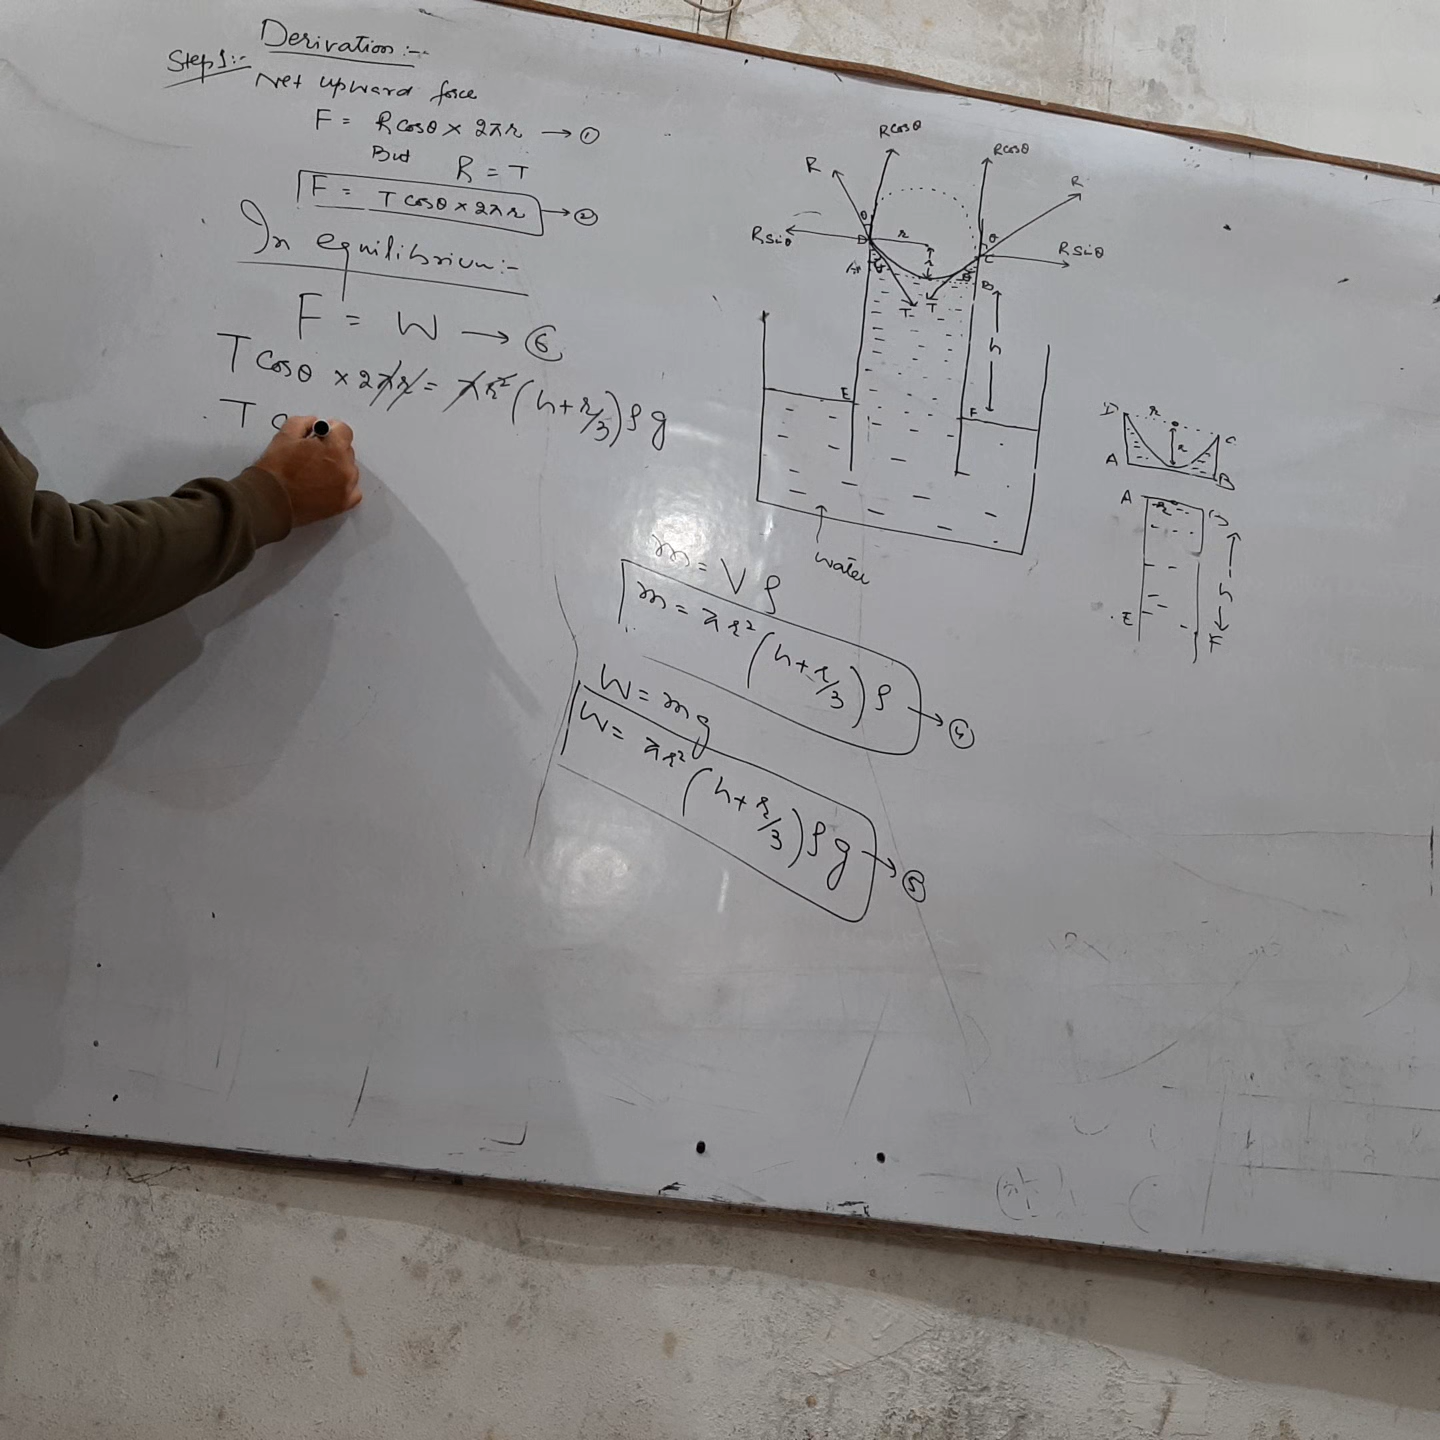 Derivation :--
Step 1:-
Net upward force
F = R cosθ × 2πr → ①
But R = T
F = T cosθ × 2πr → ②
In equilibrium:-
F = W → ⑥
T cosθ × 2πr = πr² (h + r/3) ρ g
T c
R cosθ
R cosθ
R
R
R sinθ
R sinθ
θ
θ
D
C
r
r
B
T
T
h
E
F
water
D
r
C
r
A
B
A
r
h
E
F
m = V ρ
m = πr² (h + r/3) ρ → ④
W = mg
W = πr² (h + r/3) ρ g → ⑤